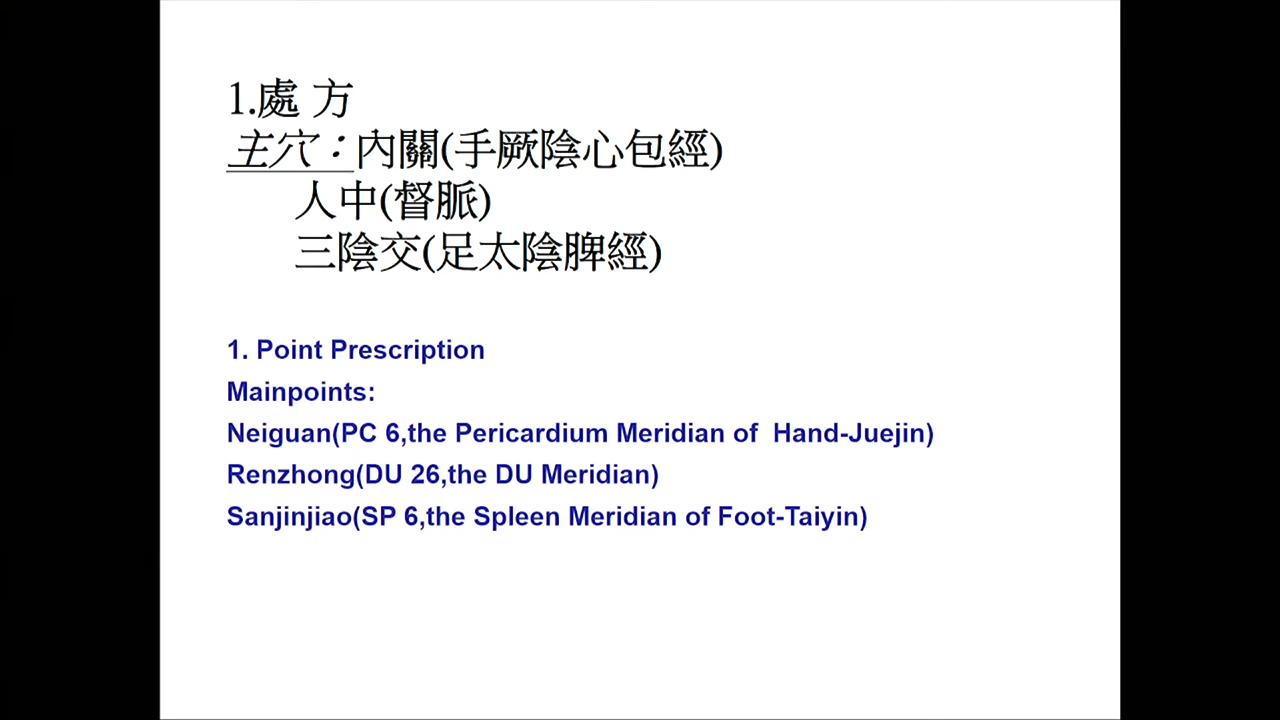 1.處 方
主穴：內關(手厥陰心包經)
人中(督脈)
三陰交(足太陰脾經)
1. Point Prescription
Mainpoints:
Neiguan(PC 6,the Pericardium Meridian of  Hand-Juejin)
Renzhong(DU 26,the DU Meridian)
Sanjinjiao(SP 6,the Spleen Meridian of Foot-Taiyin)